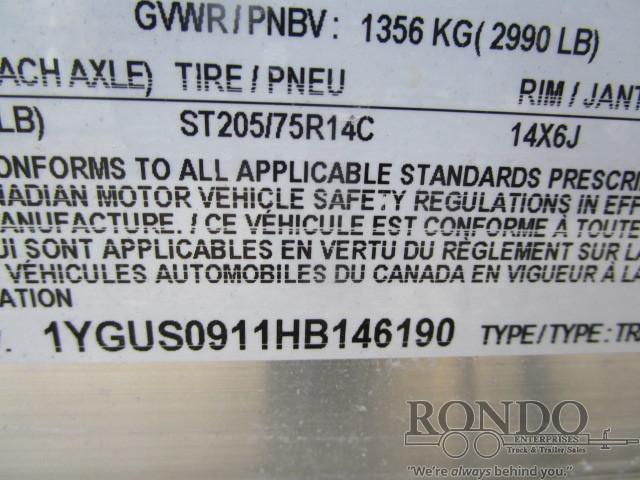 GVWR / PNBV: 1356 KG( 2990 LB)
ACH AXLE) TIRE / PNEU RIM / JANT
LB) ST205/75R14C 14X6J
ONFORMS TO ALL APPLICABLE STANDARDS PRESCRI
NADIAN MOTOR VEHICLE SAFETY REGULATIONS IN EFF
MANUFACTURE. / CE VÉHICULE EST CONFORME À TOUTE
UI SONT APPLICABLES EN VERTU DU RÈGLEMENT SUR LA
VÉHICULES AUTOMOBILES DU CANADA EN VIGUEUR À LA
ATION
. 1YGUS0911HB146190 TYPE/TYPE: TR
RONDO
ENTERPRISES
Truck & Trailer Sales
"We're always behind you."